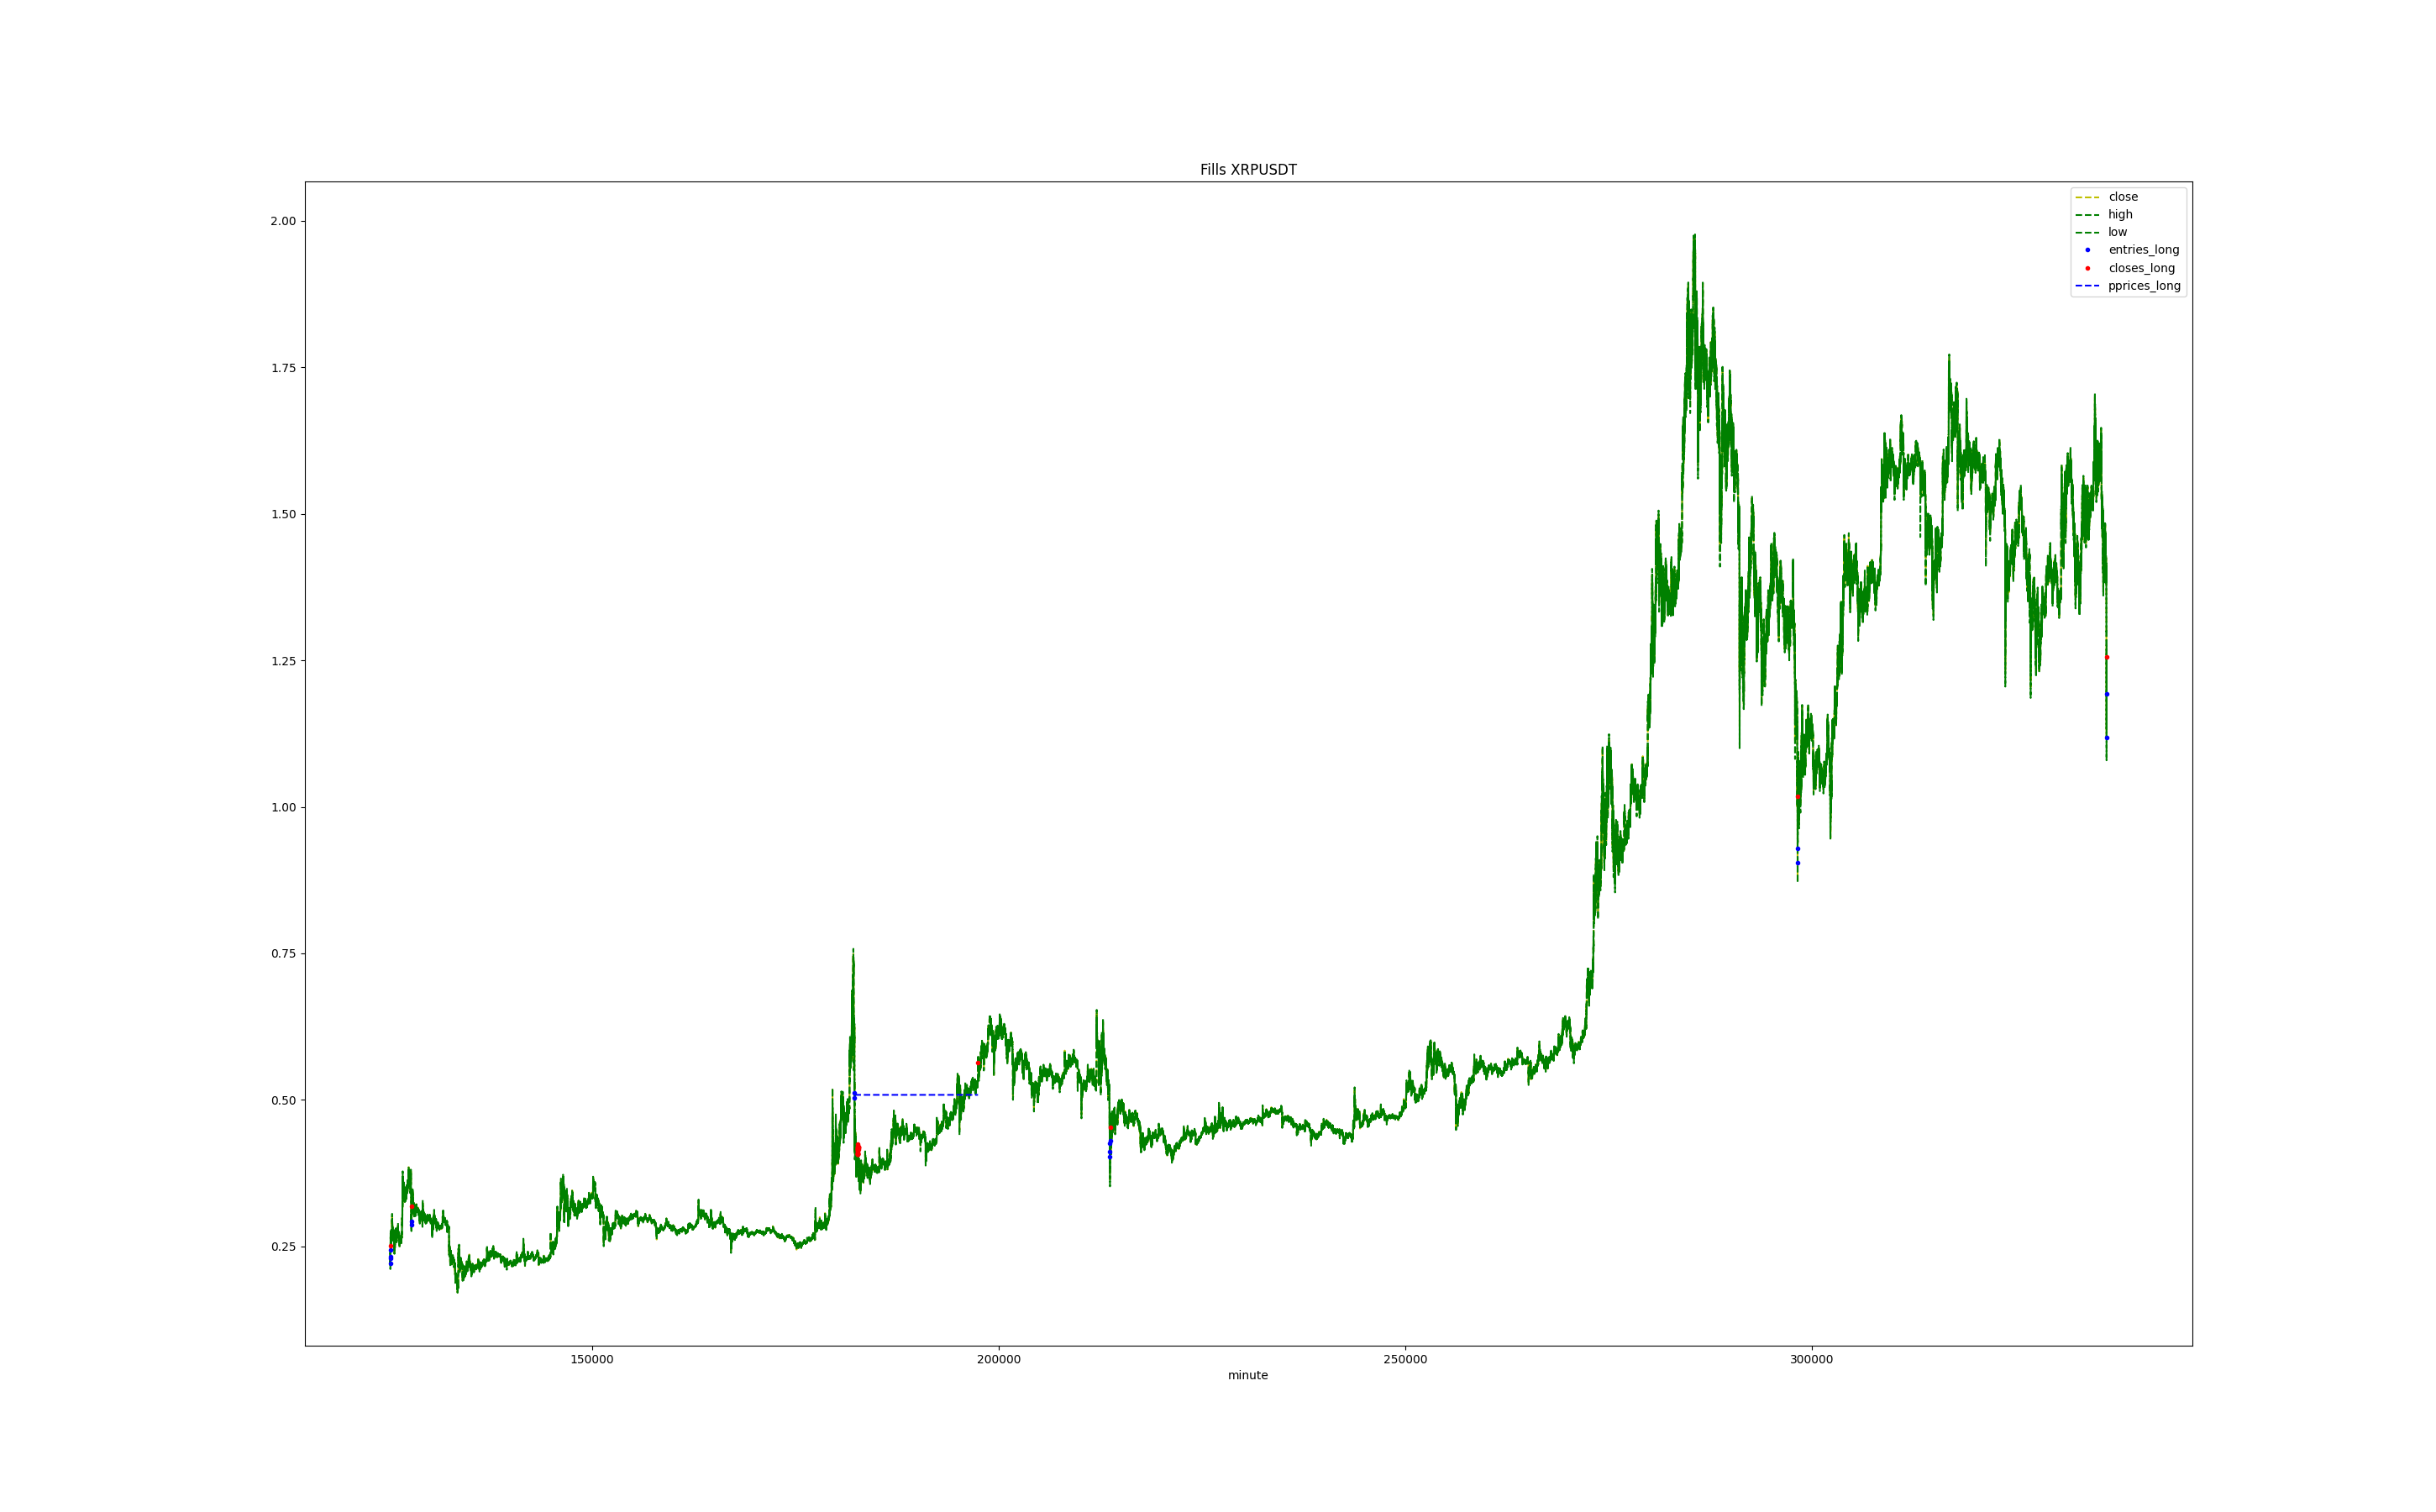 Fills XRPUSDT
2.00
1.75
1.50
1.25
1.00
0.75
0.50
0.25
close
high
low
entries_long
closes_long
pprices_long
150000
200000
250000
300000
minute